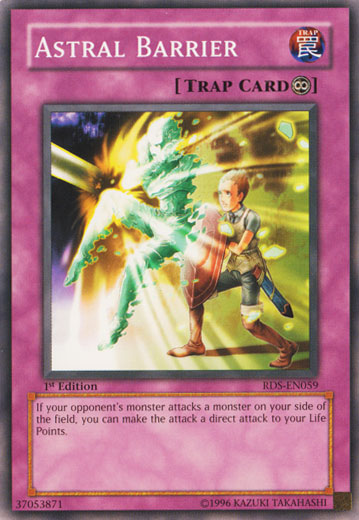 ASTRAL BARRIER
TRAP
罠
[TRAP CARD]
1st Edition
RDS-EN059
If your opponent's monster attacks a monster on your side of
the field, you can make the attack a direct attack to your Life
Points.
37053871
©1996 KAZUKI TAKAHASHI